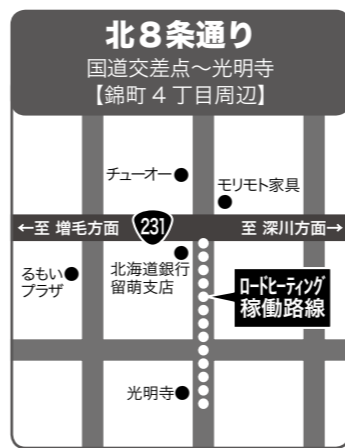 北8条通り
国道交差点～光明寺
【錦町4丁目周辺】
チューオー
モリモト家具
←至 増毛方面
231
至 深川方面→
るもい
プラザ
北海道銀行
留萌支店
ロードヒーティング
稼働路線
光明寺